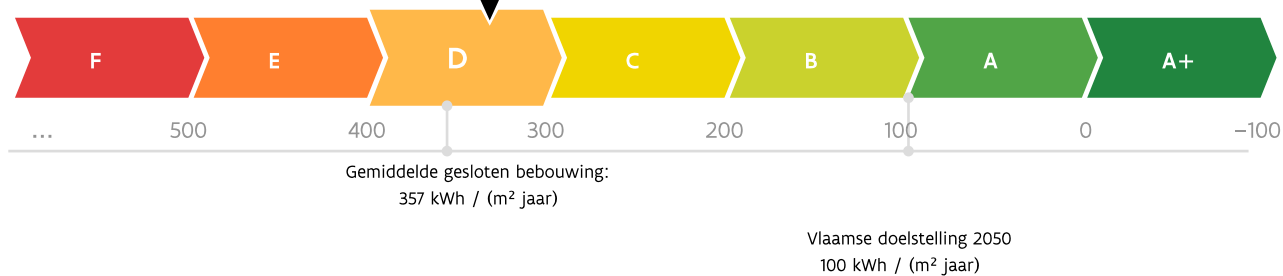 F E D C B A A+
... 500 400 300 200 100 0 –100
Gemiddelde gesloten bebouwing:
357 kWh / (m² jaar)
Vlaamse doelstelling 2050
100 kWh / (m² jaar)